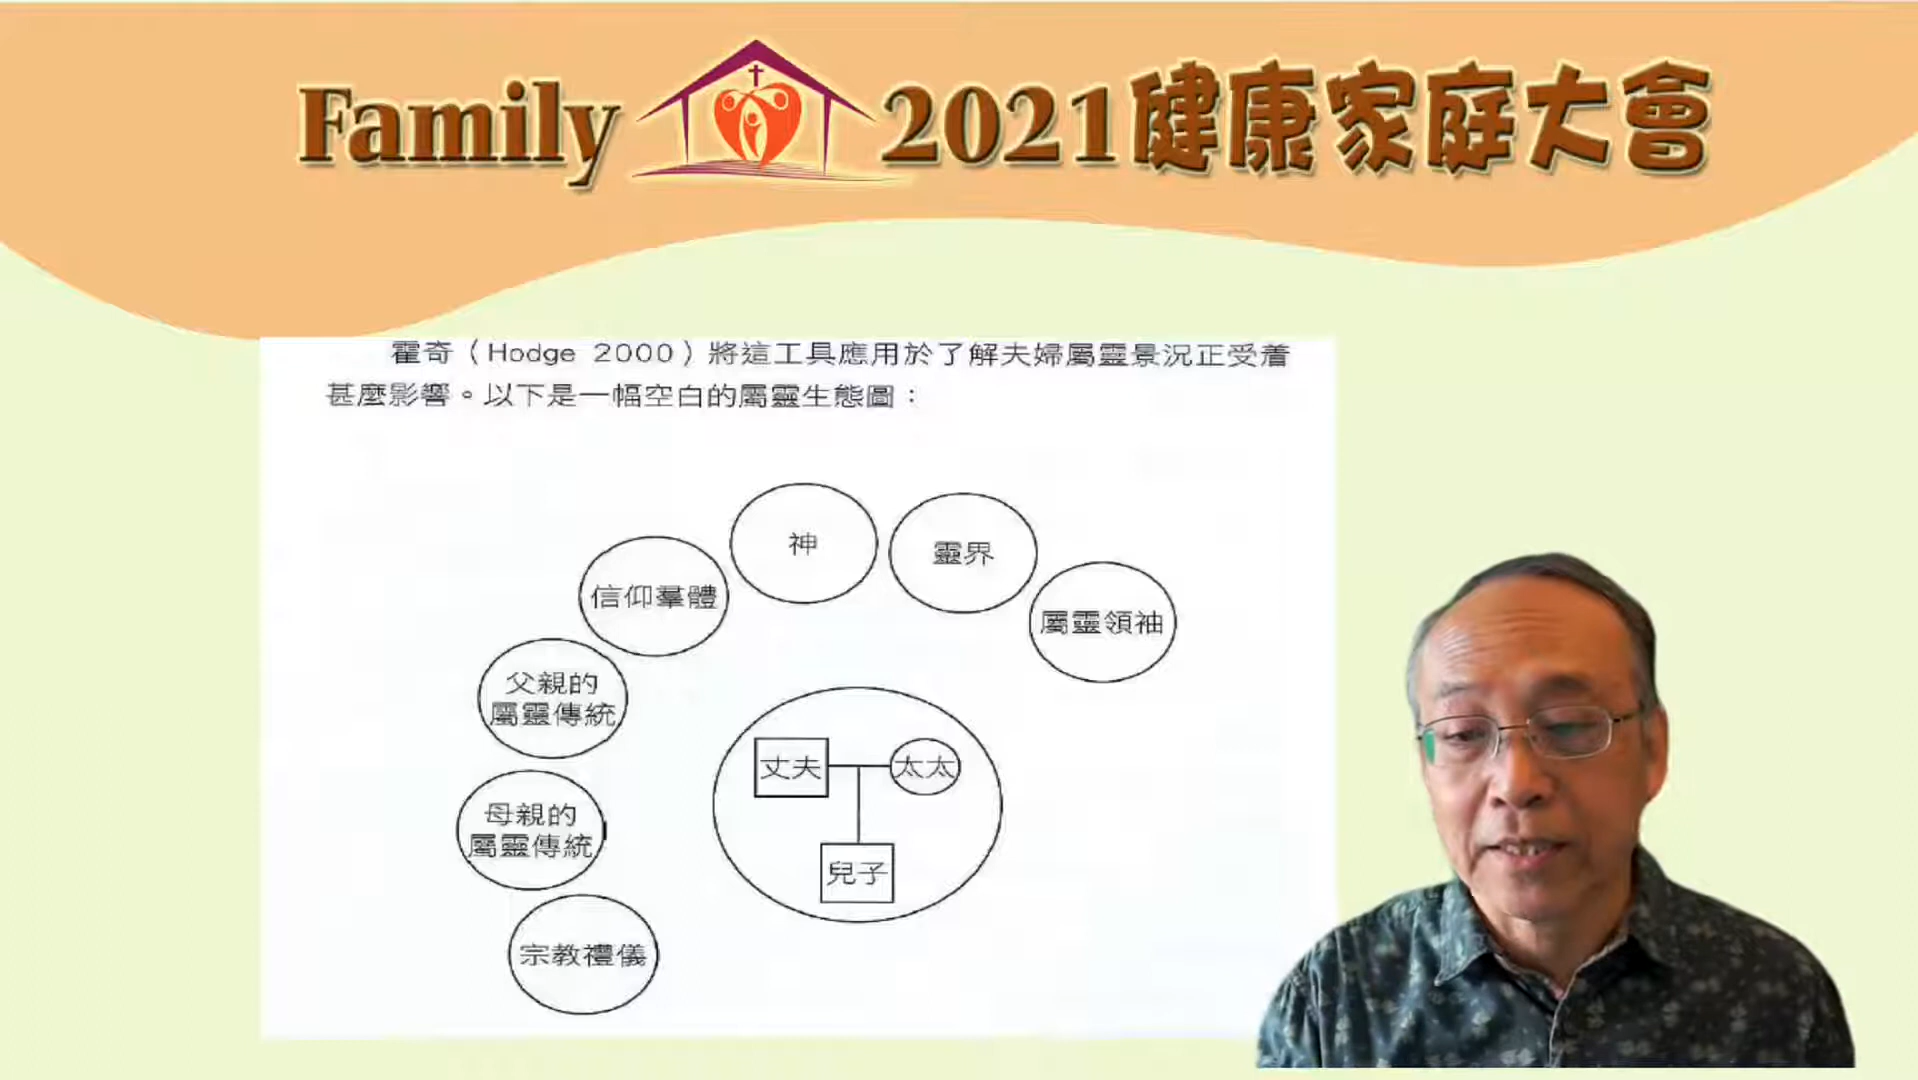 Family 2021健康家庭大會
霍奇（Hodge 2000）將這工具應用於了解夫婦屬靈景況正受着
甚麼影響。以下是一幅空白的屬靈生態圖：
神
靈界
信仰羣體
屬靈領袖
父親的
屬靈傳統
丈夫
太太
母親的
屬靈傳統
兒子
宗教禮儀